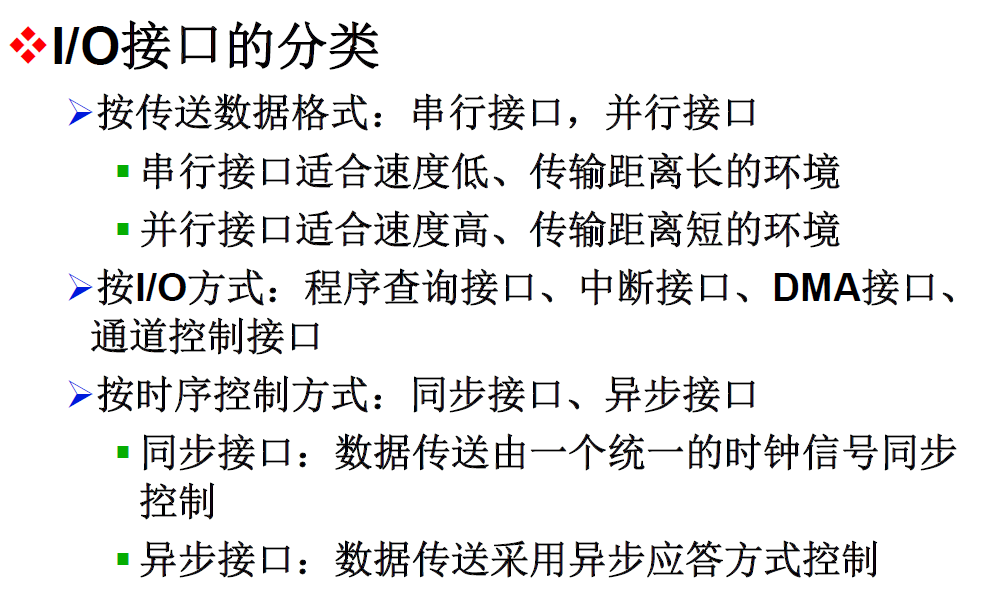 I/O接口的分类
按传送数据格式：串行接口，并行接口
串行接口适合速度低、传输距离长的环境
并行接口适合速度高、传输距离短的环境
按I/O方式：程序查询接口、中断接口、DMA接口、
通道控制接口
按时序控制方式：同步接口、异步接口
同步接口：数据传送由一个统一的时钟信号同步
控制
异步接口：数据传送采用异步应答方式控制